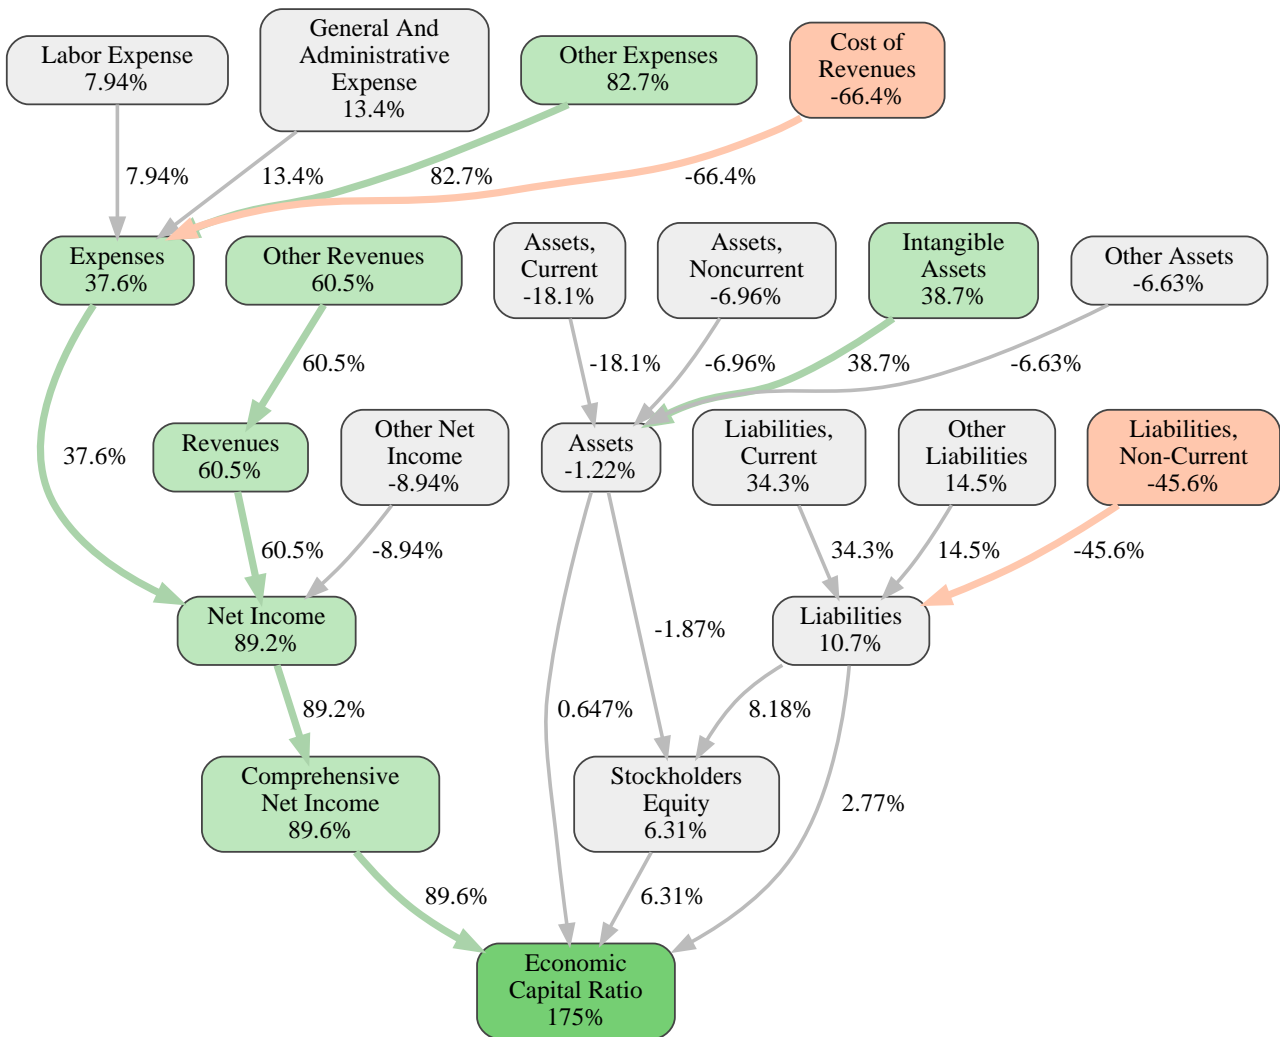 Labor Expense
7.94%
General And
Administrative
Expense
13.4%
Other Expenses
82.7%
Cost of
Revenues
-66.4%
7.94%
13.4%
82.7%
-66.4%
Expenses
37.6%
Other Revenues
60.5%
Assets,
Current
-18.1%
Assets,
Noncurrent
-6.96%
Intangible
Assets
38.7%
Other Assets
-6.63%
60.5%
-18.1%
-6.96%
38.7%
-6.63%
37.6%
Revenues
60.5%
Other Net
Income
-8.94%
Assets
-1.22%
Liabilities,
Current
34.3%
Other
Liabilities
14.5%
Liabilities,
Non-Current
-45.6%
60.5%
-8.94%
34.3%
14.5%
-45.6%
Net Income
89.2%
-1.87%
Liabilities
10.7%
89.2%
0.647%
8.18%
Comprehensive
Net Income
89.6%
Stockholders
Equity
6.31%
2.77%
89.6%
6.31%
Economic
Capital Ratio
175%